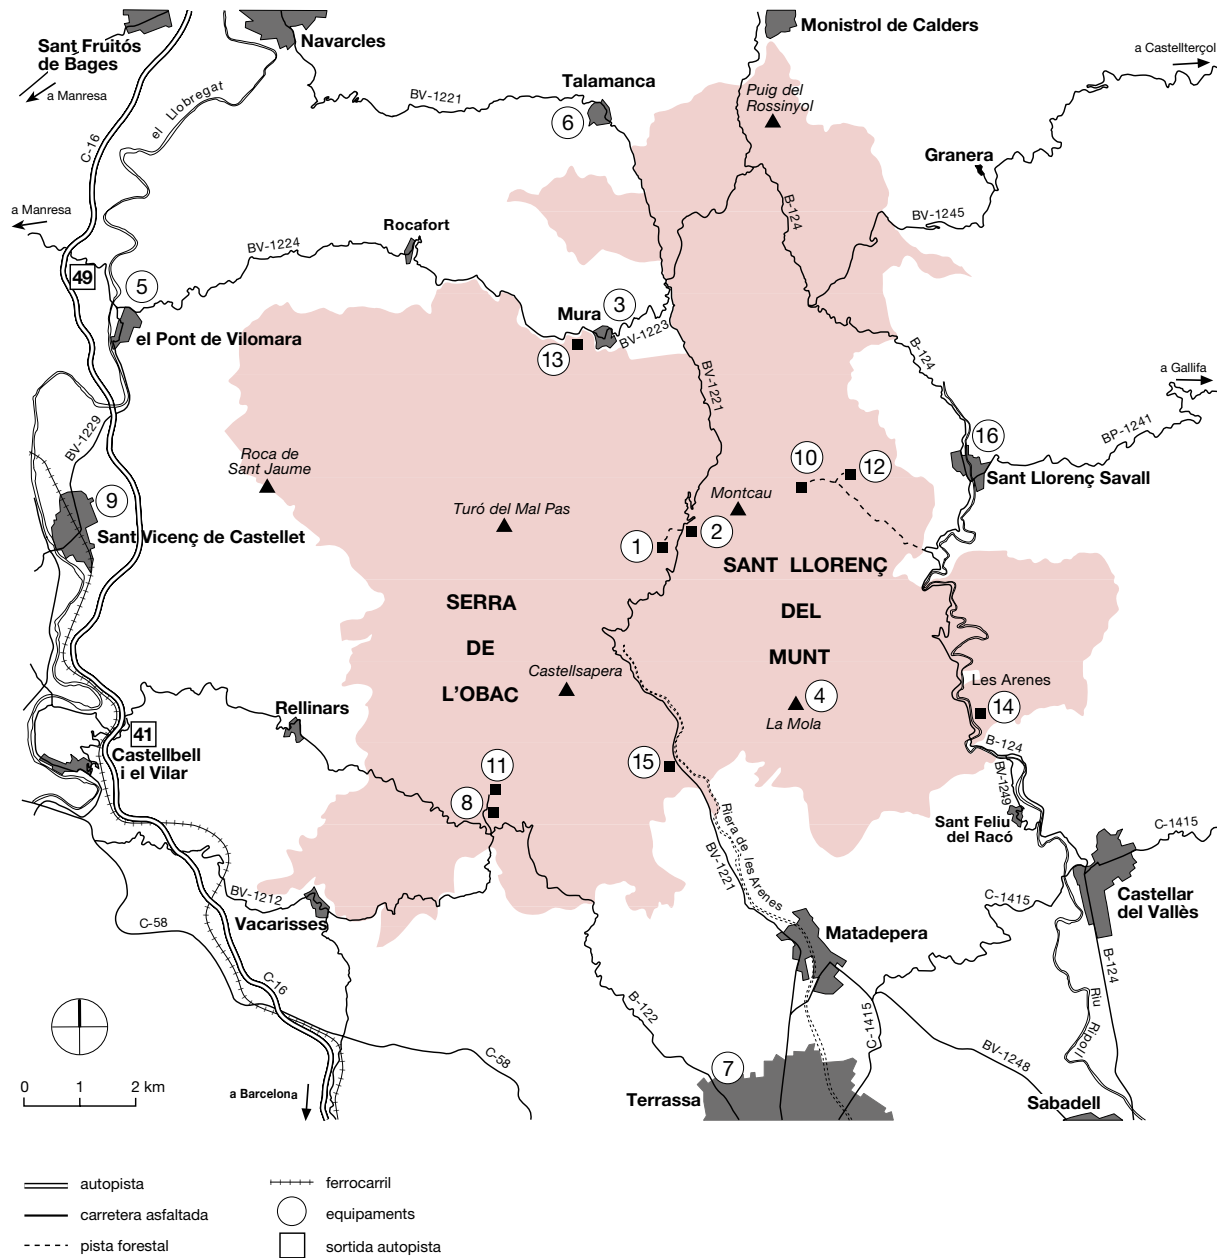 Sant Fruitós
de Bages
a Manresa
Navarcles
Monistrol de Calders
a Castellterçol
el Llobregat
C-16
BV-1221
Talamanca
6
Puig del
Rossinyol
Granera
a Manresa
Rocafort
B-124
BV-1245
BV-1224
49
5
el Pont de Vilomara
3
Mura
BV-1223
13
BV-1221
B-124
a Gallifa
BV-1229
BP-1241
16
Sant Llorenç Savall
Roca de
Sant Jaume
10
12
9
Sant Vicenç de Castellet
Turó del Mal Pas
Montcau
1
2
SANT LLORENÇ
DEL
MUNT
SERRA
DE
L'OBAC
Castellsapera
4
La Mola
Les Arenes
14
Rellinars
41
Castellbell
i el Vilar
11
8
15
B-124
BV-1249
Sant Feliu
del Racó
C-1415
Riera de les Arenes
BV-1221
BV-1212
Vacarisses
C-58
C-16
Matadepera
C-1415
Castellar
del Vallès
B-124
Riu Ripoll
B-122
C-1415
BV-1248
C-58
7
Terrassa
Sabadell
0 1 2 km
a Barcelona
autopista
carretera asfaltada
pista forestal
ferrocarril
equipaments
sortida autopista